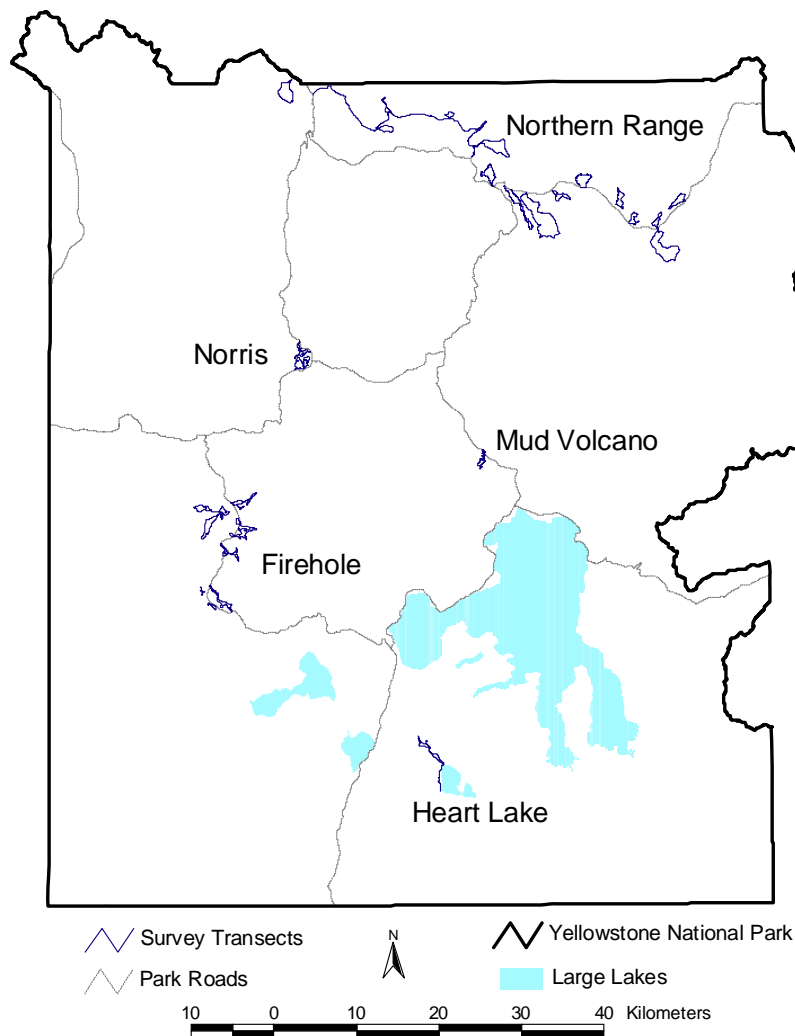 Northern Range
Norris
Mud Volcano
Firehole
Heart Lake
Survey Transects
N
Yellowstone National Park
Park Roads
Large Lakes
10 0 10 20 30 40 Kilometers